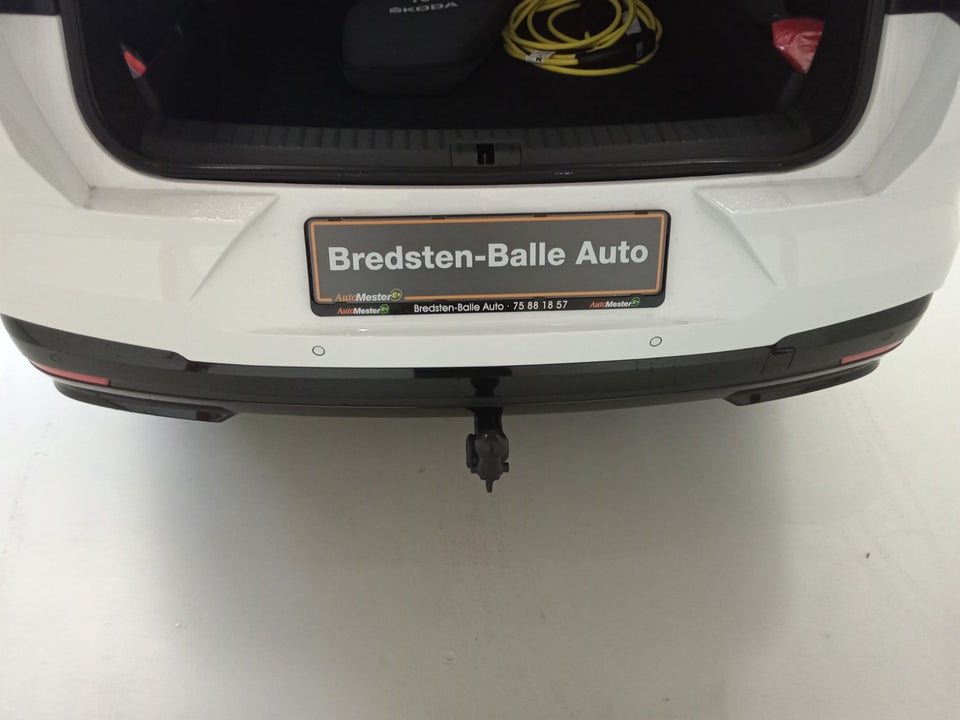 ŠKODA
Bredsten-Balle Auto
AutoMester
AutoMester Bredsten-Balle Auto · 75 88 18 57 AutoMester